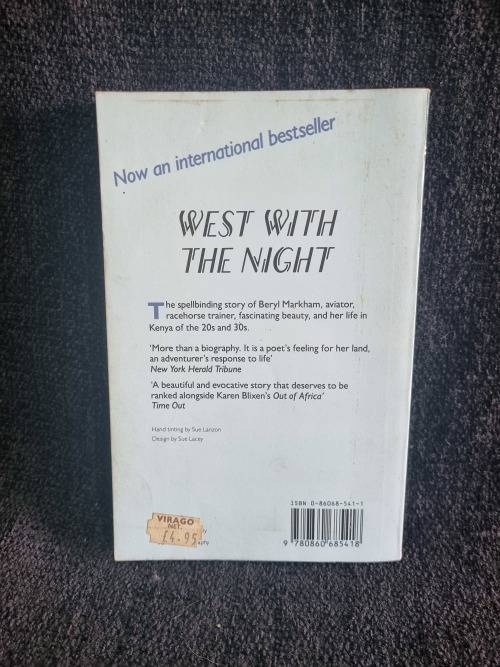 Now an international bestseller
WEST WITH
THE NIGHT
The spellbinding story of Beryl Markham, aviator,
racehorse trainer, fascinating beauty, and her life in
Kenya of the 20s and 30s.
'More than a biography. It is a poet's feeling for her land,
an adventurer's response to life'
New York Herald Tribune
'A beautiful and evocative story that deserves to be
ranked alongside Karen Blixen's Out of Africa'
Time Out
Hand tinting by Sue Lanzon
Design by Sue Lacey
ISBN 0-86068-541-1
9 780860 685418
VIRAGO
NET.
£4.95